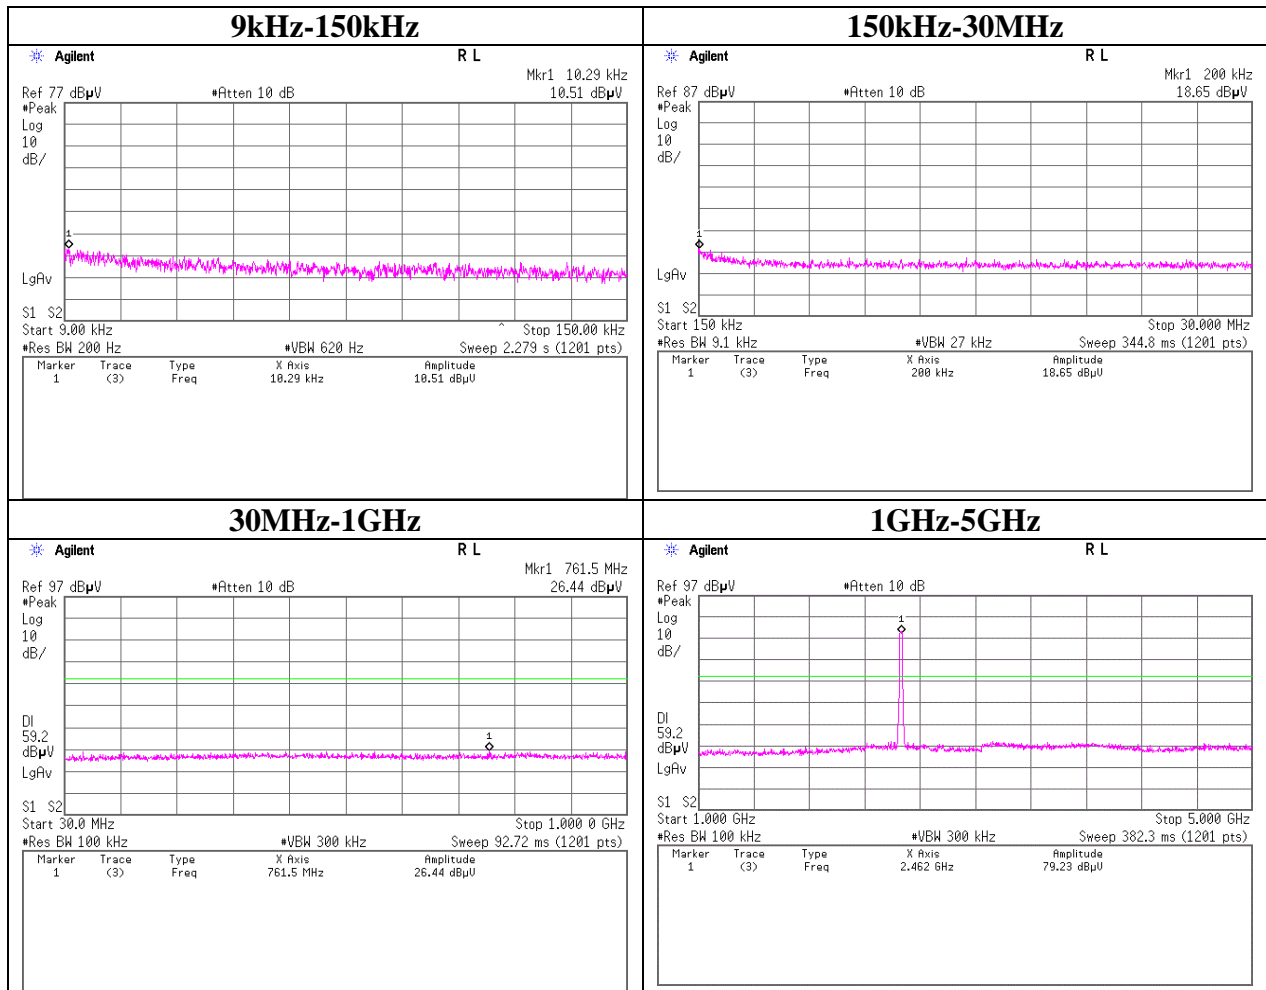 9kHz-150kHz
Agilent R L
Mkr1 10.29 kHz
Ref 77 dBµV #Atten 10 dB 10.51 dBµV
#Peak
Log
10
dB/
1
LgAv
S1 S2
Start 9.00 kHz ^ Stop 150.00 kHz
#Res BW 200 Hz #VBW 620 Hz Sweep 2.279 s (1201 pts)
Marker Trace Type X Axis Amplitude
1 (3) Freq 10.29 kHz 10.51 dBµV
150kHz-30MHz
Agilent R L
Mkr1 200 kHz
Ref 87 dBµV #Atten 10 dB 18.65 dBµV
#Peak
Log
10
dB/
1
LgAv
S1 S2
Start 150 kHz Stop 30.000 MHz
#Res BW 9.1 kHz #VBW 27 kHz Sweep 344.8 ms (1201 pts)
Marker Trace Type X Axis Amplitude
1 (3) Freq 200 kHz 18.65 dBµV
30MHz-1GHz
Agilent R L
Mkr1 761.5 MHz
Ref 97 dBµV #Atten 10 dB 26.44 dBµV
#Peak
Log
10
dB/
DI
59.2
dBµV
1
LgAv
S1 S2
Start 30.0 MHz Stop 1.000 0 GHz
#Res BW 100 kHz #VBW 300 kHz Sweep 92.72 ms (1201 pts)
Marker Trace Type X Axis Amplitude
1 (3) Freq 761.5 MHz 26.44 dBµV
1GHz-5GHz
Agilent R L
Ref 97 dBµV #Atten 10 dB
#Peak
Log
10
dB/
1
DI
59.2
dBµV
LgAv
S1 S2
Start 1.000 GHz Stop 5.000 GHz
#Res BW 100 kHz #VBW 300 kHz Sweep 382.3 ms (1201 pts)
Marker Trace Type X Axis Amplitude
1 (3) Freq 2.462 GHz 79.23 dBµV